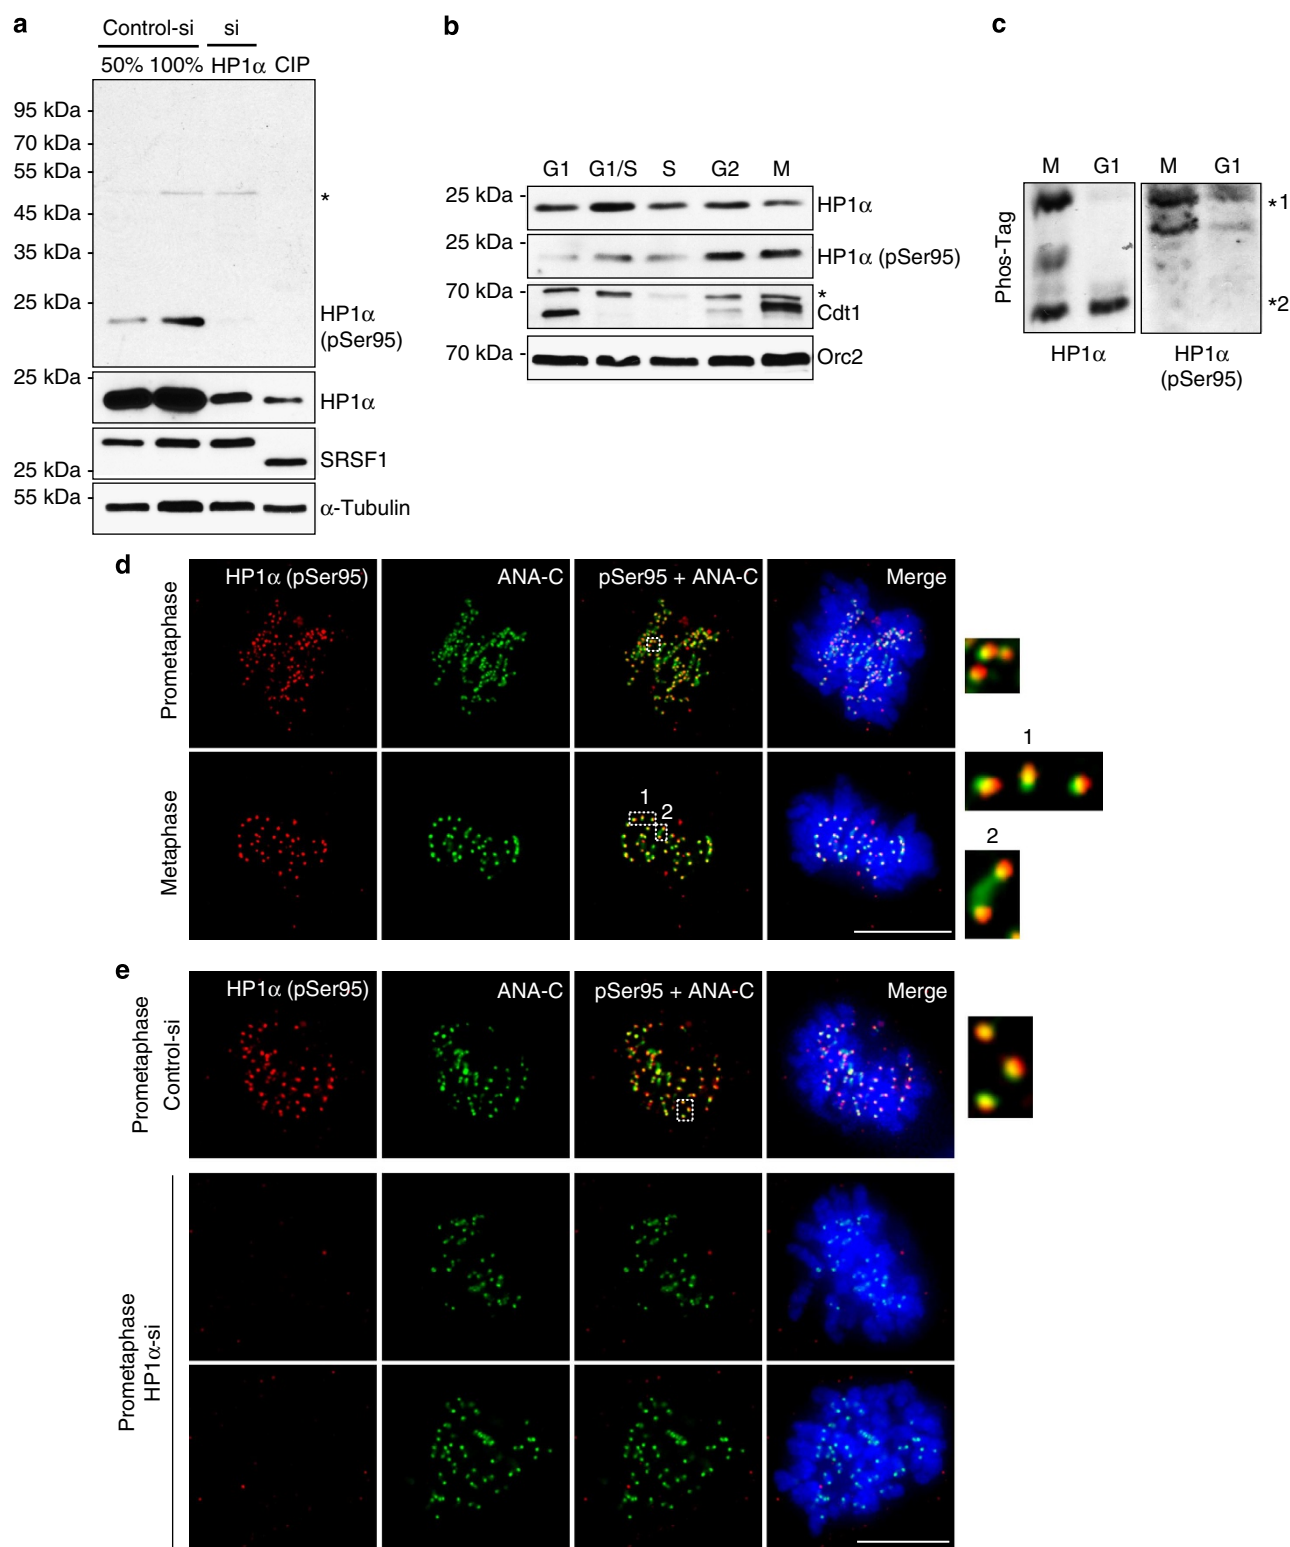 a
Control-si
si
50% 100% HP1α CIP
95 kDa
70 kDa
55 kDa
45 kDa
35 kDa
25 kDa
*
HP1α
(pSer95)
25 kDa
HP1α
SRSF1
25 kDa
55 kDa
α-Tubulin
b
G1 G1/S S G2 M
25 kDa
HP1α
25 kDa
HP1α (pSer95)
70 kDa
*
Cdt1
70 kDa
Orc2
c
M G1 M G1
Phos-Tag
*1
*2
HP1α
HP1α
(pSer95)
d
HP1α (pSer95) ANA-C pSer95 + ANA-C Merge
Prometaphase
Metaphase
1
2
1
2
e
HP1α (pSer95) ANA-C pSer95 + ANA-C Merge
Prometaphase
Control-si
Prometaphase
HP1α-si